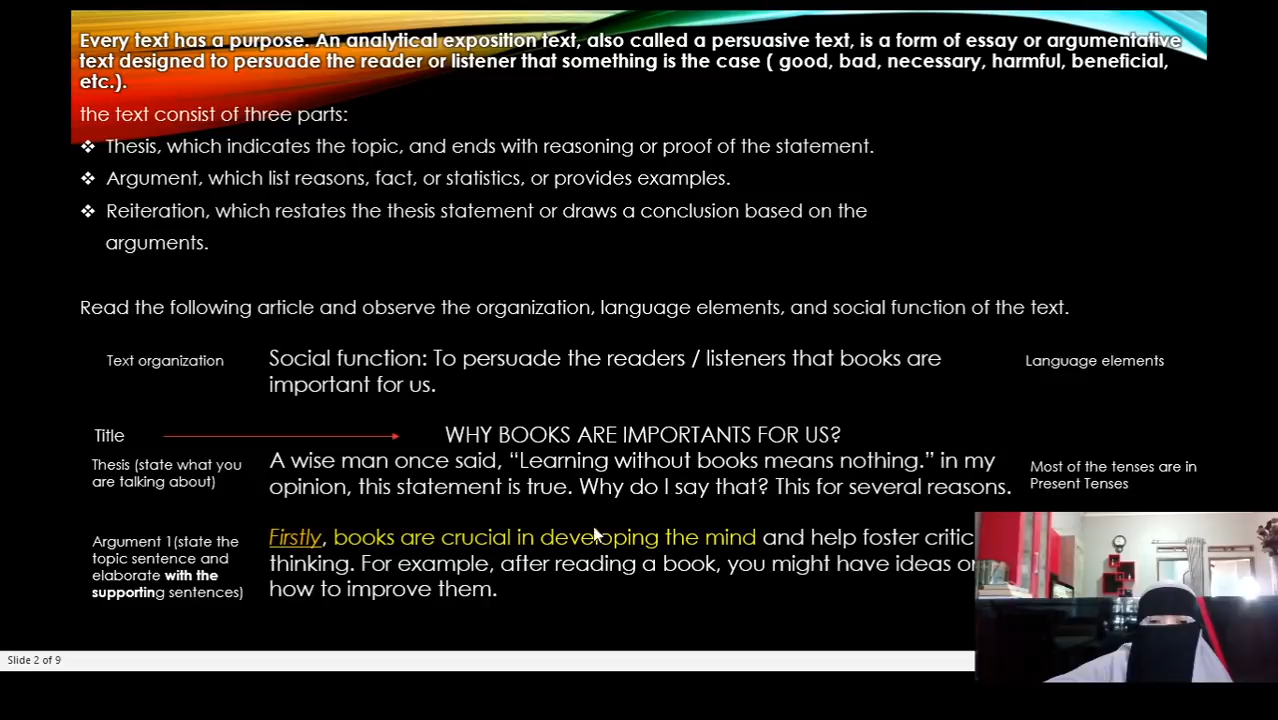 Every text has a purpose. An analytical exposition text, also called a persuasive text, is a form of essay or argumentative
text designed to persuade the reader or listener that something is the case ( good, bad, necessary, harmful, beneficial,
etc.).
the text consist of three parts:
❖ Thesis, which indicates the topic, and ends with reasoning or proof of the statement.
❖ Argument, which list reasons, fact, or statistics, or provides examples.
❖ Reiteration, which restates the thesis statement or draws a conclusion based on the
arguments.
Read the following article and observe the organization, language elements, and social function of the text.
Text organization
Social function: To persuade the readers / listeners that books are
important for us.
Language elements
Title
WHY BOOKS ARE IMPORTANTS FOR US?
Thesis (state what you
are talking about)
A wise man once said, “Learning without books means nothing.” in my
opinion, this statement is true. Why do I say that? This for several reasons.
Most of the tenses are in
Present Tenses
Argument 1(state the
topic sentence and
elaborate with the
supporting sentences)
Firstly, books are crucial in developing the mind and help foster critic
thinking. For example, after reading a book, you might have ideas
how to improve them.
Slide 2 of 9